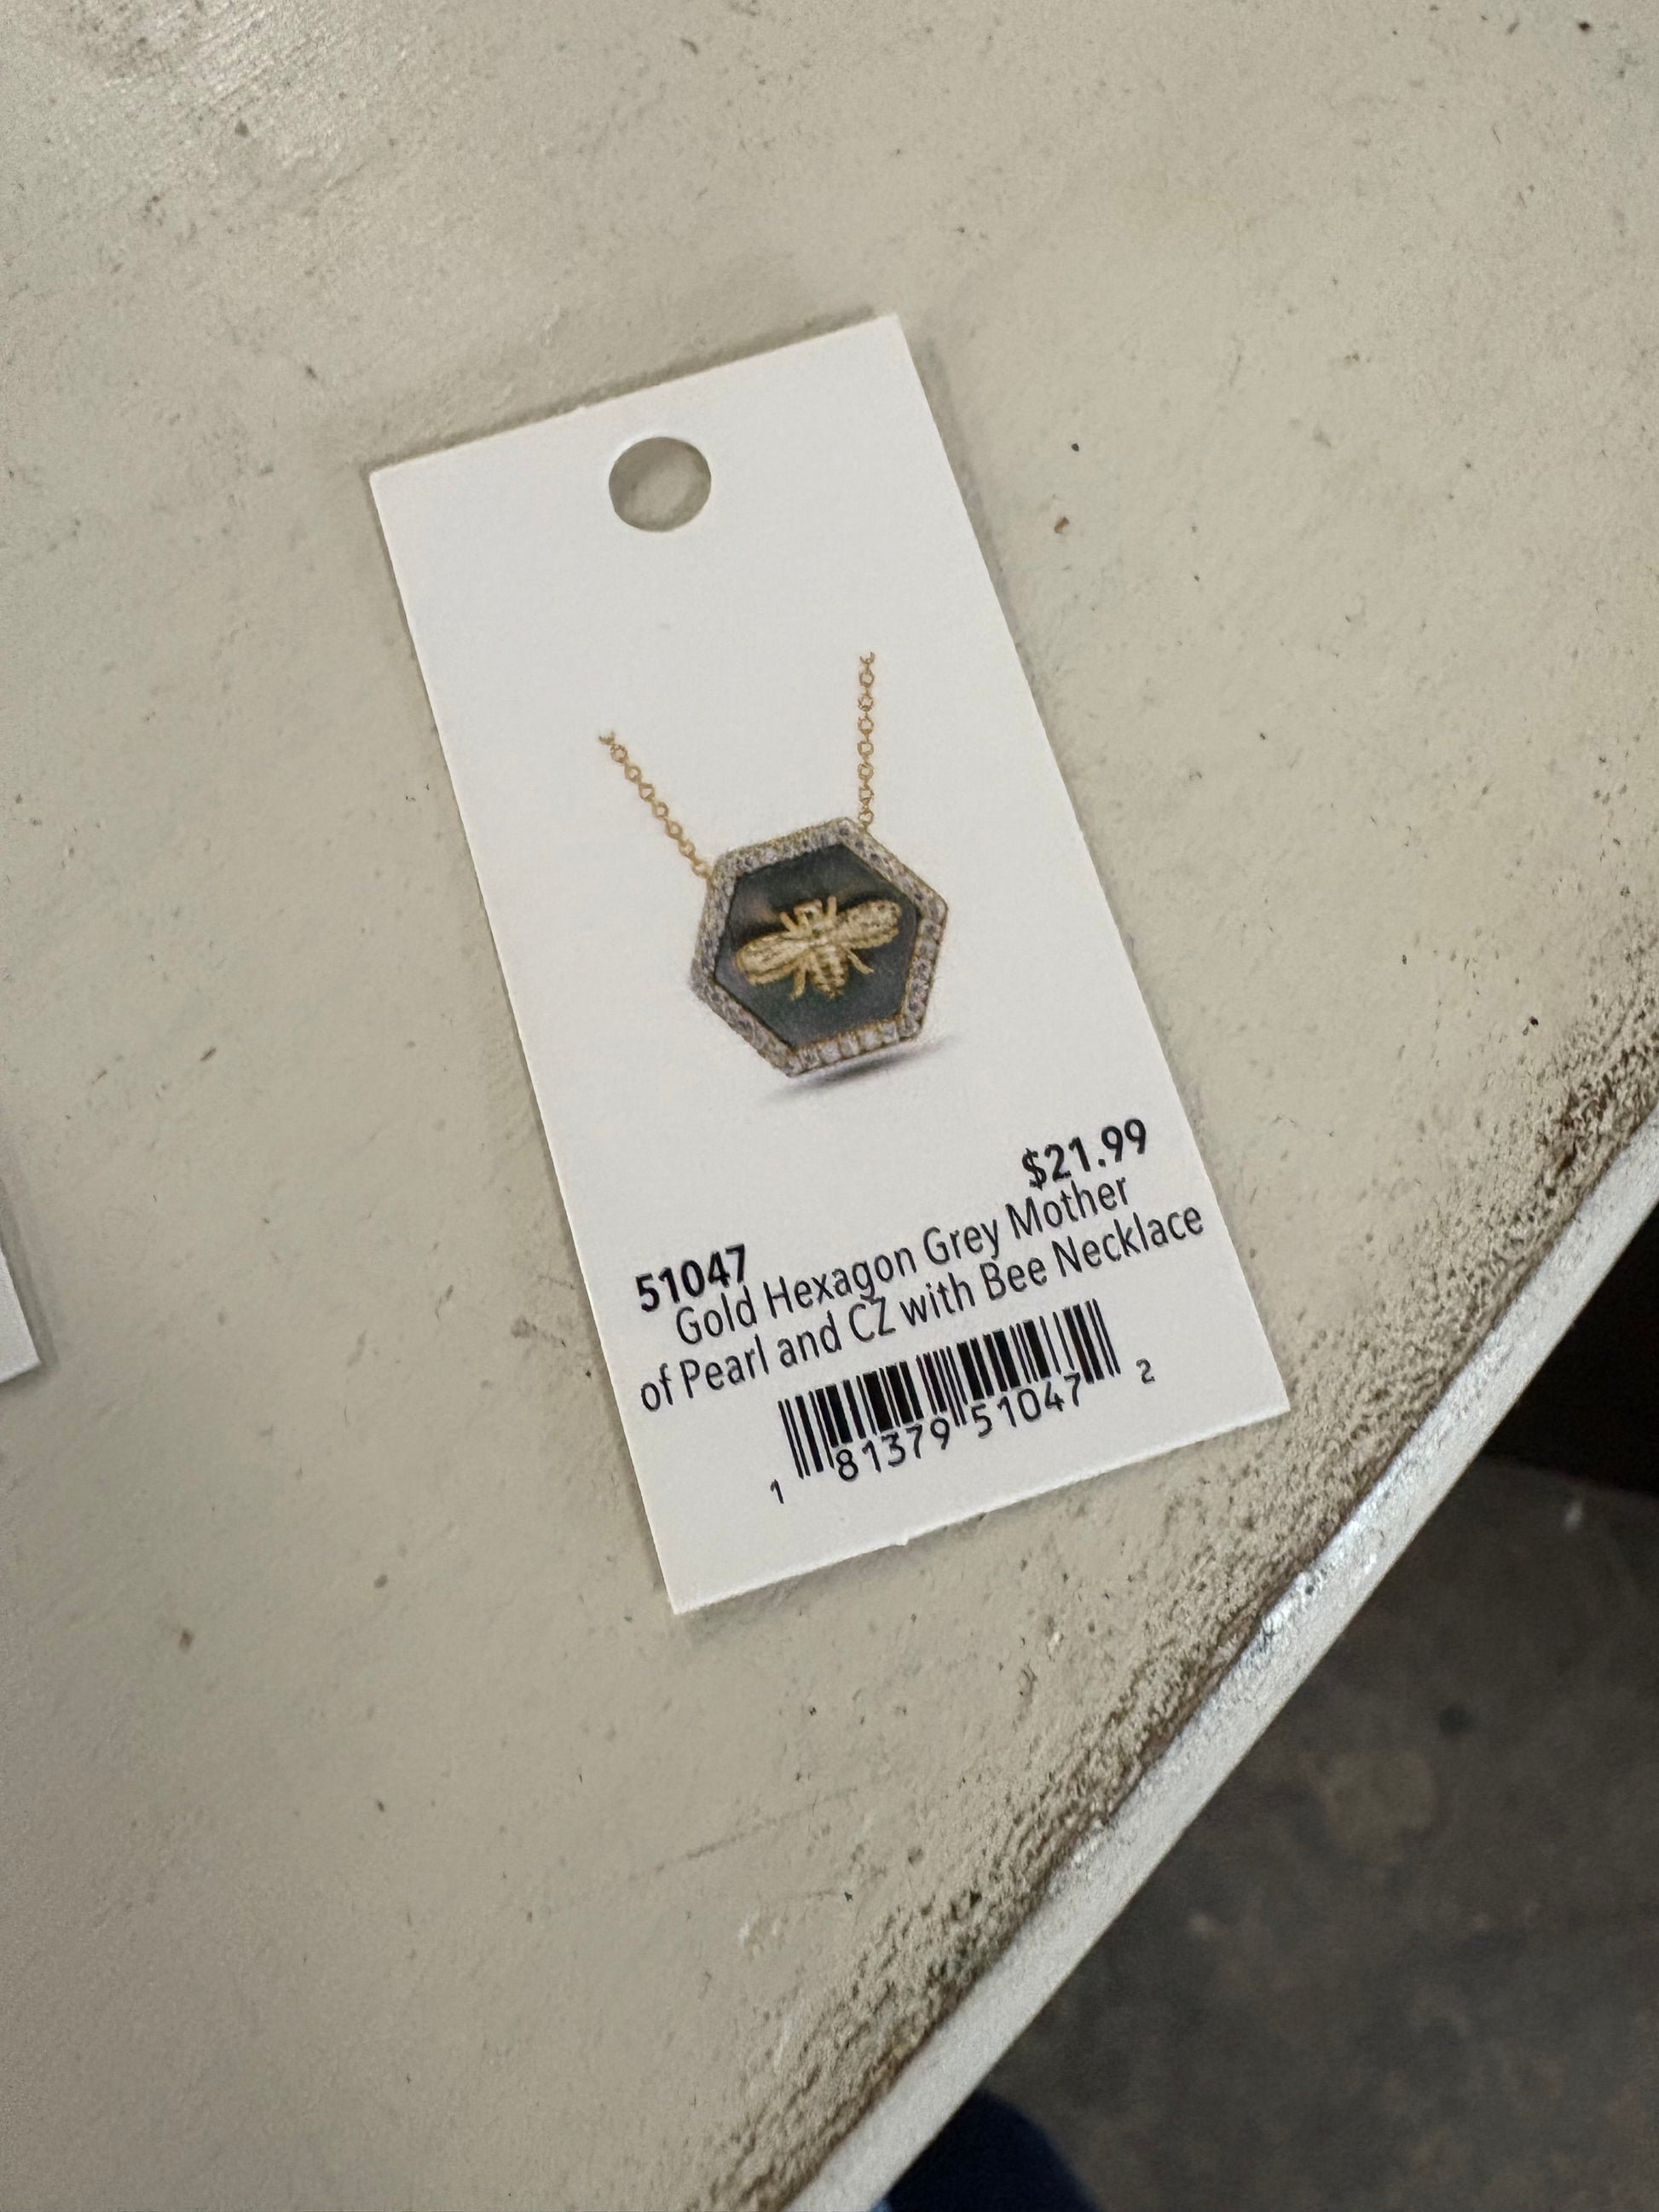 $21.99
51047
Gold Hexagon Grey Mother
of Pearl and CZ with Bee Necklace
1 81379 51047 2